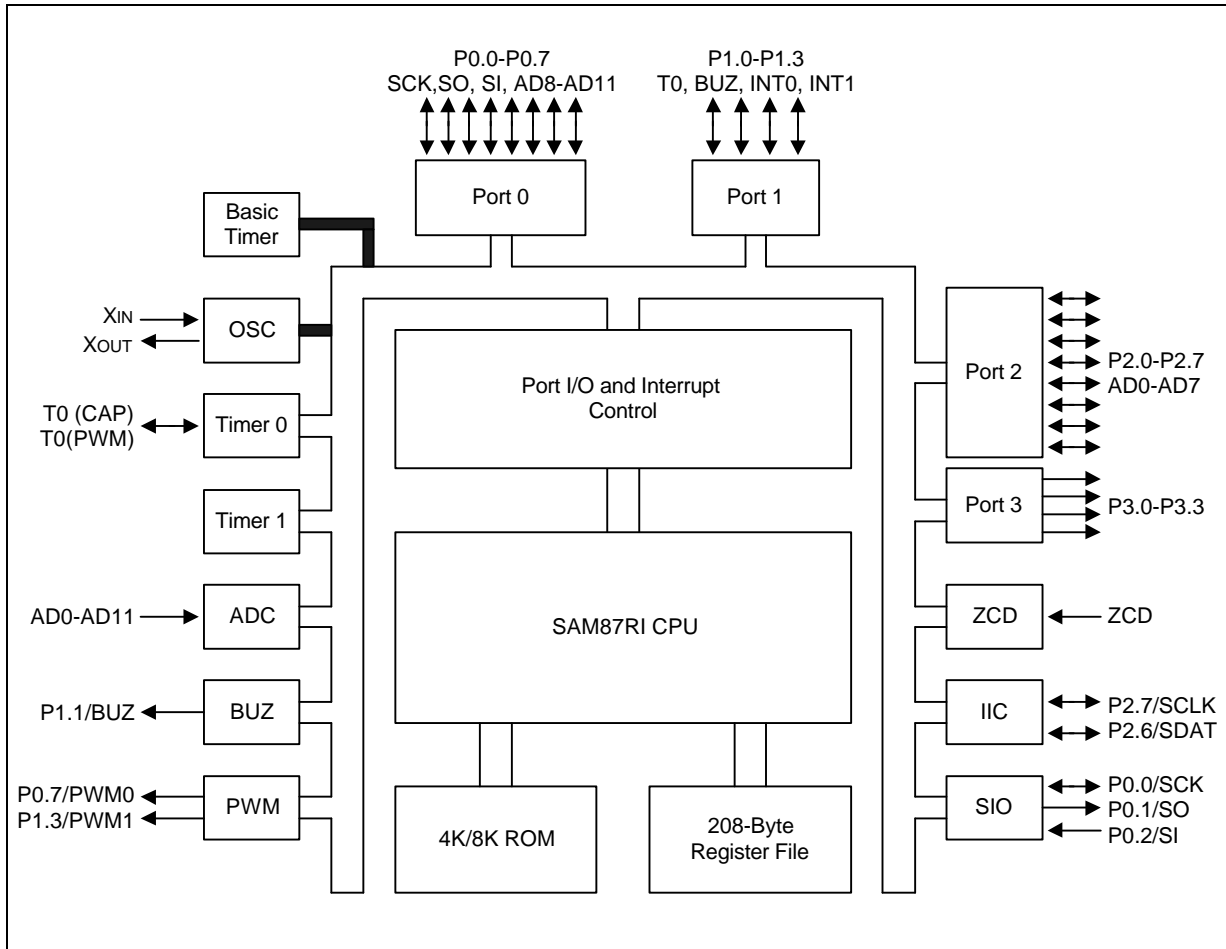 P0.0-P0.7
SCK,SO, SI, AD8-AD11
P1.0-P1.3
T0, BUZ, INT0, INT1
Port 0
Port 1
Basic
Timer
XIN
XOUT
OSC
Port I/O and Interrupt
Control
Port 2
P2.0-P2.7
AD0-AD7
T0 (CAP)
T0(PWM)
Timer 0
Timer 1
Port 3
P3.0-P3.3
AD0-AD11
ADC
SAM87RI CPU
ZCD
ZCD
P1.1/BUZ
BUZ
IIC
P2.7/SCLK
P2.6/SDAT
P0.7/PWM0
P1.3/PWM1
PWM
4K/8K ROM
208-Byte
Register File
SIO
P0.0/SCK
P0.1/SO
P0.2/SI